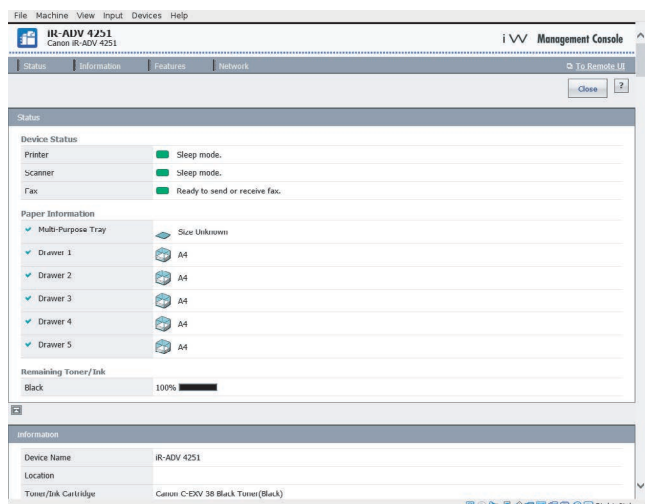 File Machine View Input Devices Help
iR-ADV 4251
Canon iR-ADV 4251
i W Management Console
Status Information Features Network To Remote UI
Close ?
Status
Device Status
Printer Sleep mode.
Scanner Sleep mode.
Fax Ready to send or receive fax.
Paper Information
Multi-Purpose Tray Size Unknown
Drawer 1 A4
Drawer 2 A4
Drawer 3 A4
Drawer 4 A4
Drawer 5 A4
Remaining Toner/Ink
Black 100%
Information
Device Name iR-ADV 4251
Location
Toner/Ink Cartridge Canon C-EXV 38 Black Toner(Black)